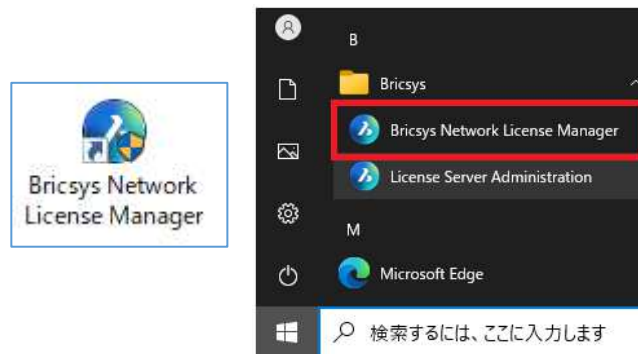 Bricsys Network
License Manager
B
Bricsys
Bricsys Network License Manager
License Server Administration
M
Microsoft Edge
検索するには、ここに入力します